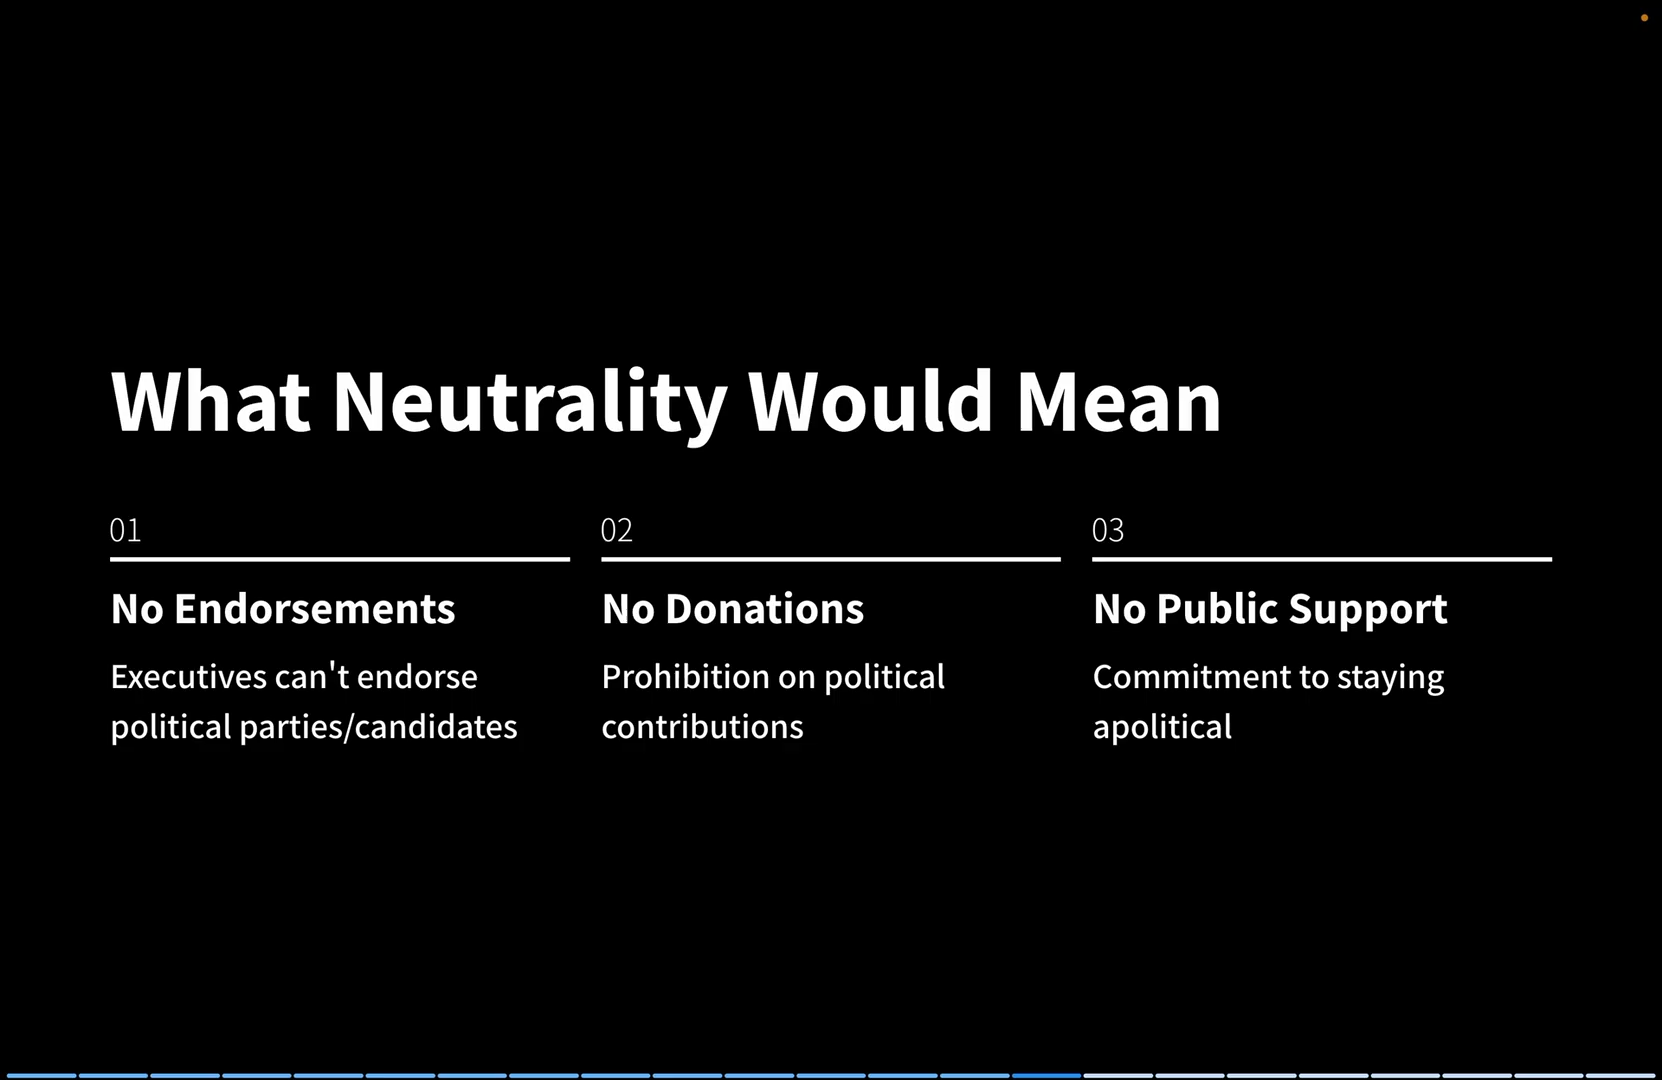 What Neutrality Would Mean
01
No Endorsements
Executives can't endorse
political parties/candidates
02
No Donations
Prohibition on political
contributions
03
No Public Support
Commitment to staying
apolitical